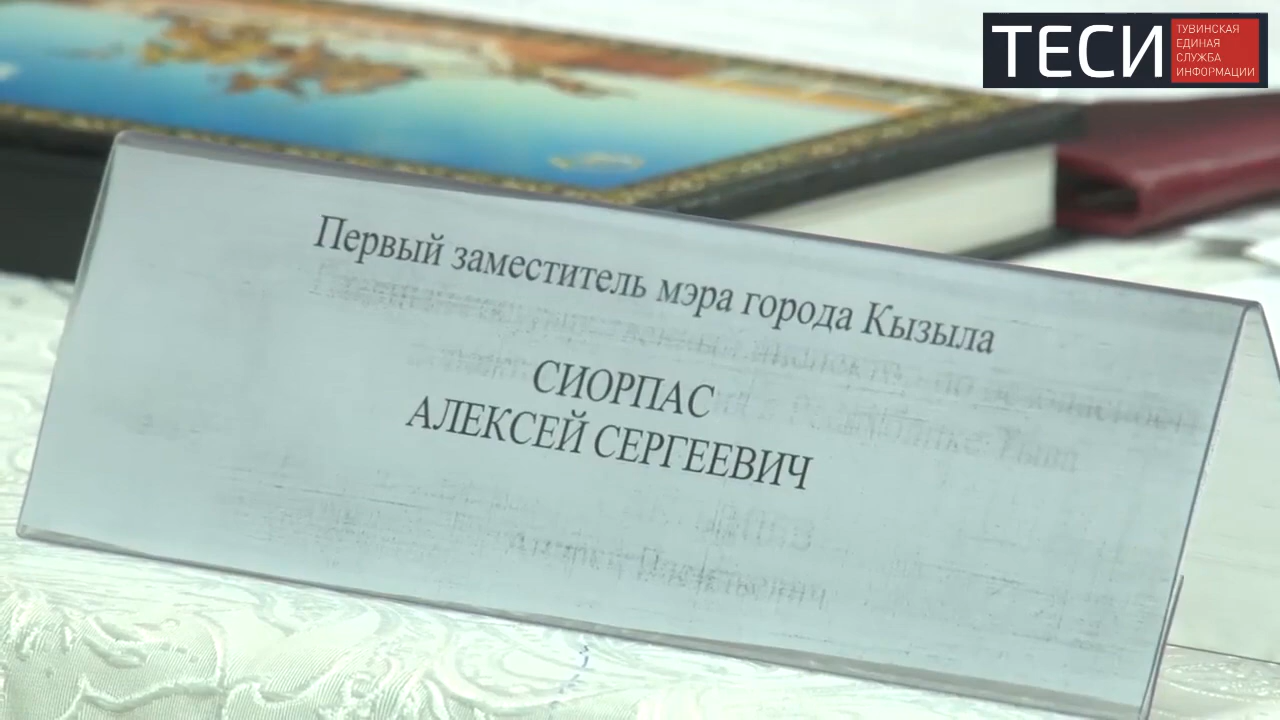 ТЕСИ
ТУВИНСКАЯ
ЕДИНАЯ
СЛУЖБА
ИНФОРМАЦИИ
Первый заместитель мэра города Кызыла
СИОРПАС
АЛЕКСЕЙ СЕРГЕЕВИЧ